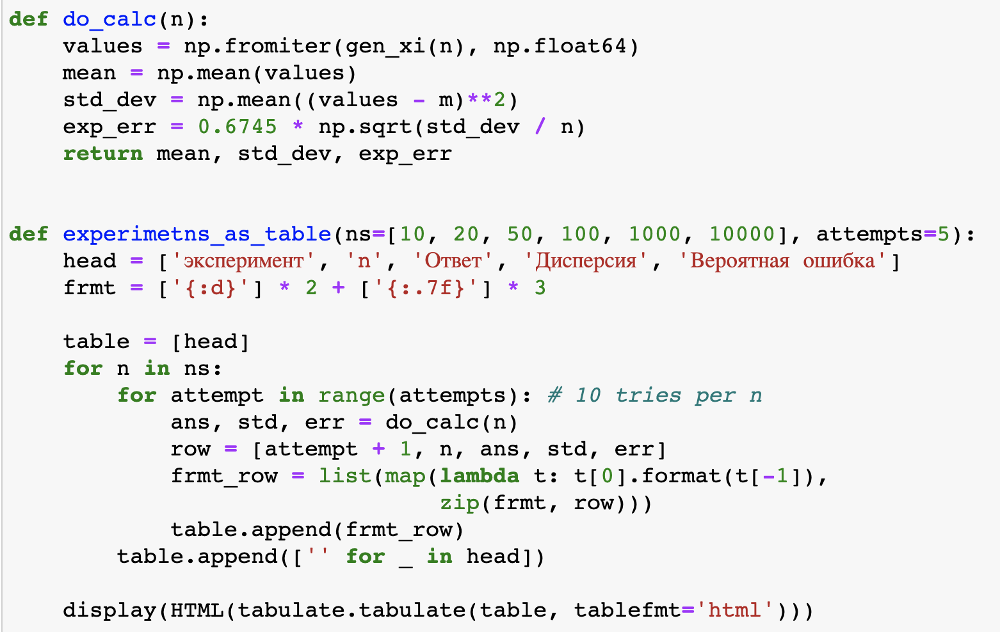 def do_calc(n):
    values = np.fromiter(gen_xi(n), np.float64)
    mean = np.mean(values)
    std_dev = np.mean((values - m)**2)
    exp_err = 0.6745 * np.sqrt(std_dev / n)
    return mean, std_dev, exp_err
def experimetns_as_table(ns=[10, 20, 50, 100, 1000, 10000], attempts=5):
    head = ['эксперимент', 'n', 'Ответ', 'Дисперсия', 'Вероятная ошибка']
    frmt = ['{:d}'] * 2 + ['{:.7f}'] * 3
    table = [head]
    for n in ns:
        for attempt in range(attempts): # 10 tries per n
            ans, std, err = do_calc(n)
            row = [attempt + 1, n, ans, std, err]
            frmt_row = list(map(lambda t: t[0].format(t[-1]),
                                zip(frmt, row)))
            table.append(frmt_row)
        table.append(['' for _ in head])
    display(HTML(tabulate.tabulate(table, tablefmt='html')))